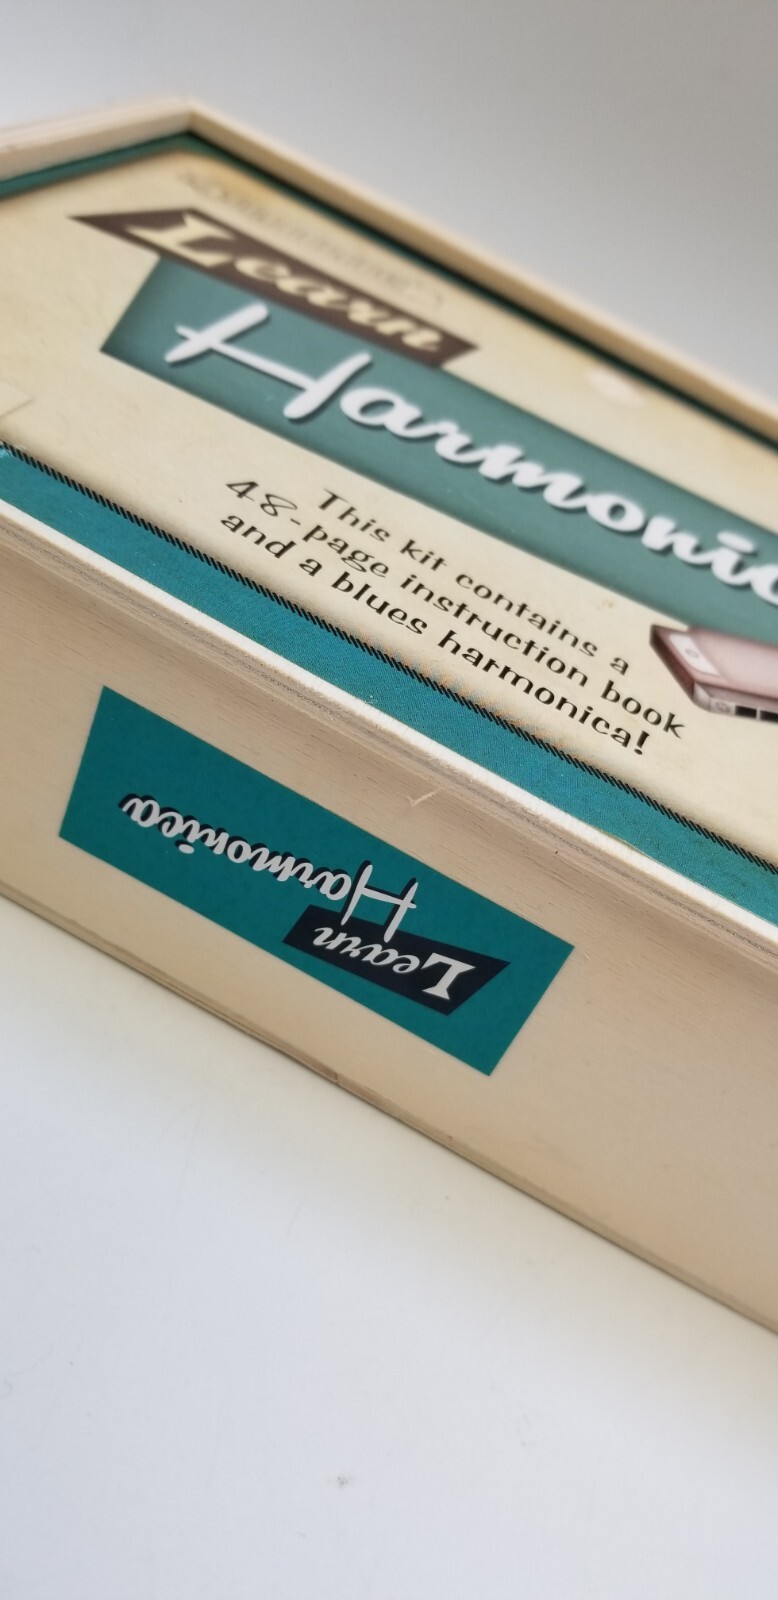 Learn
Harmonic
This kit contains a
48-page instruction book
and a blues harmonica!
Learn
Harmonica